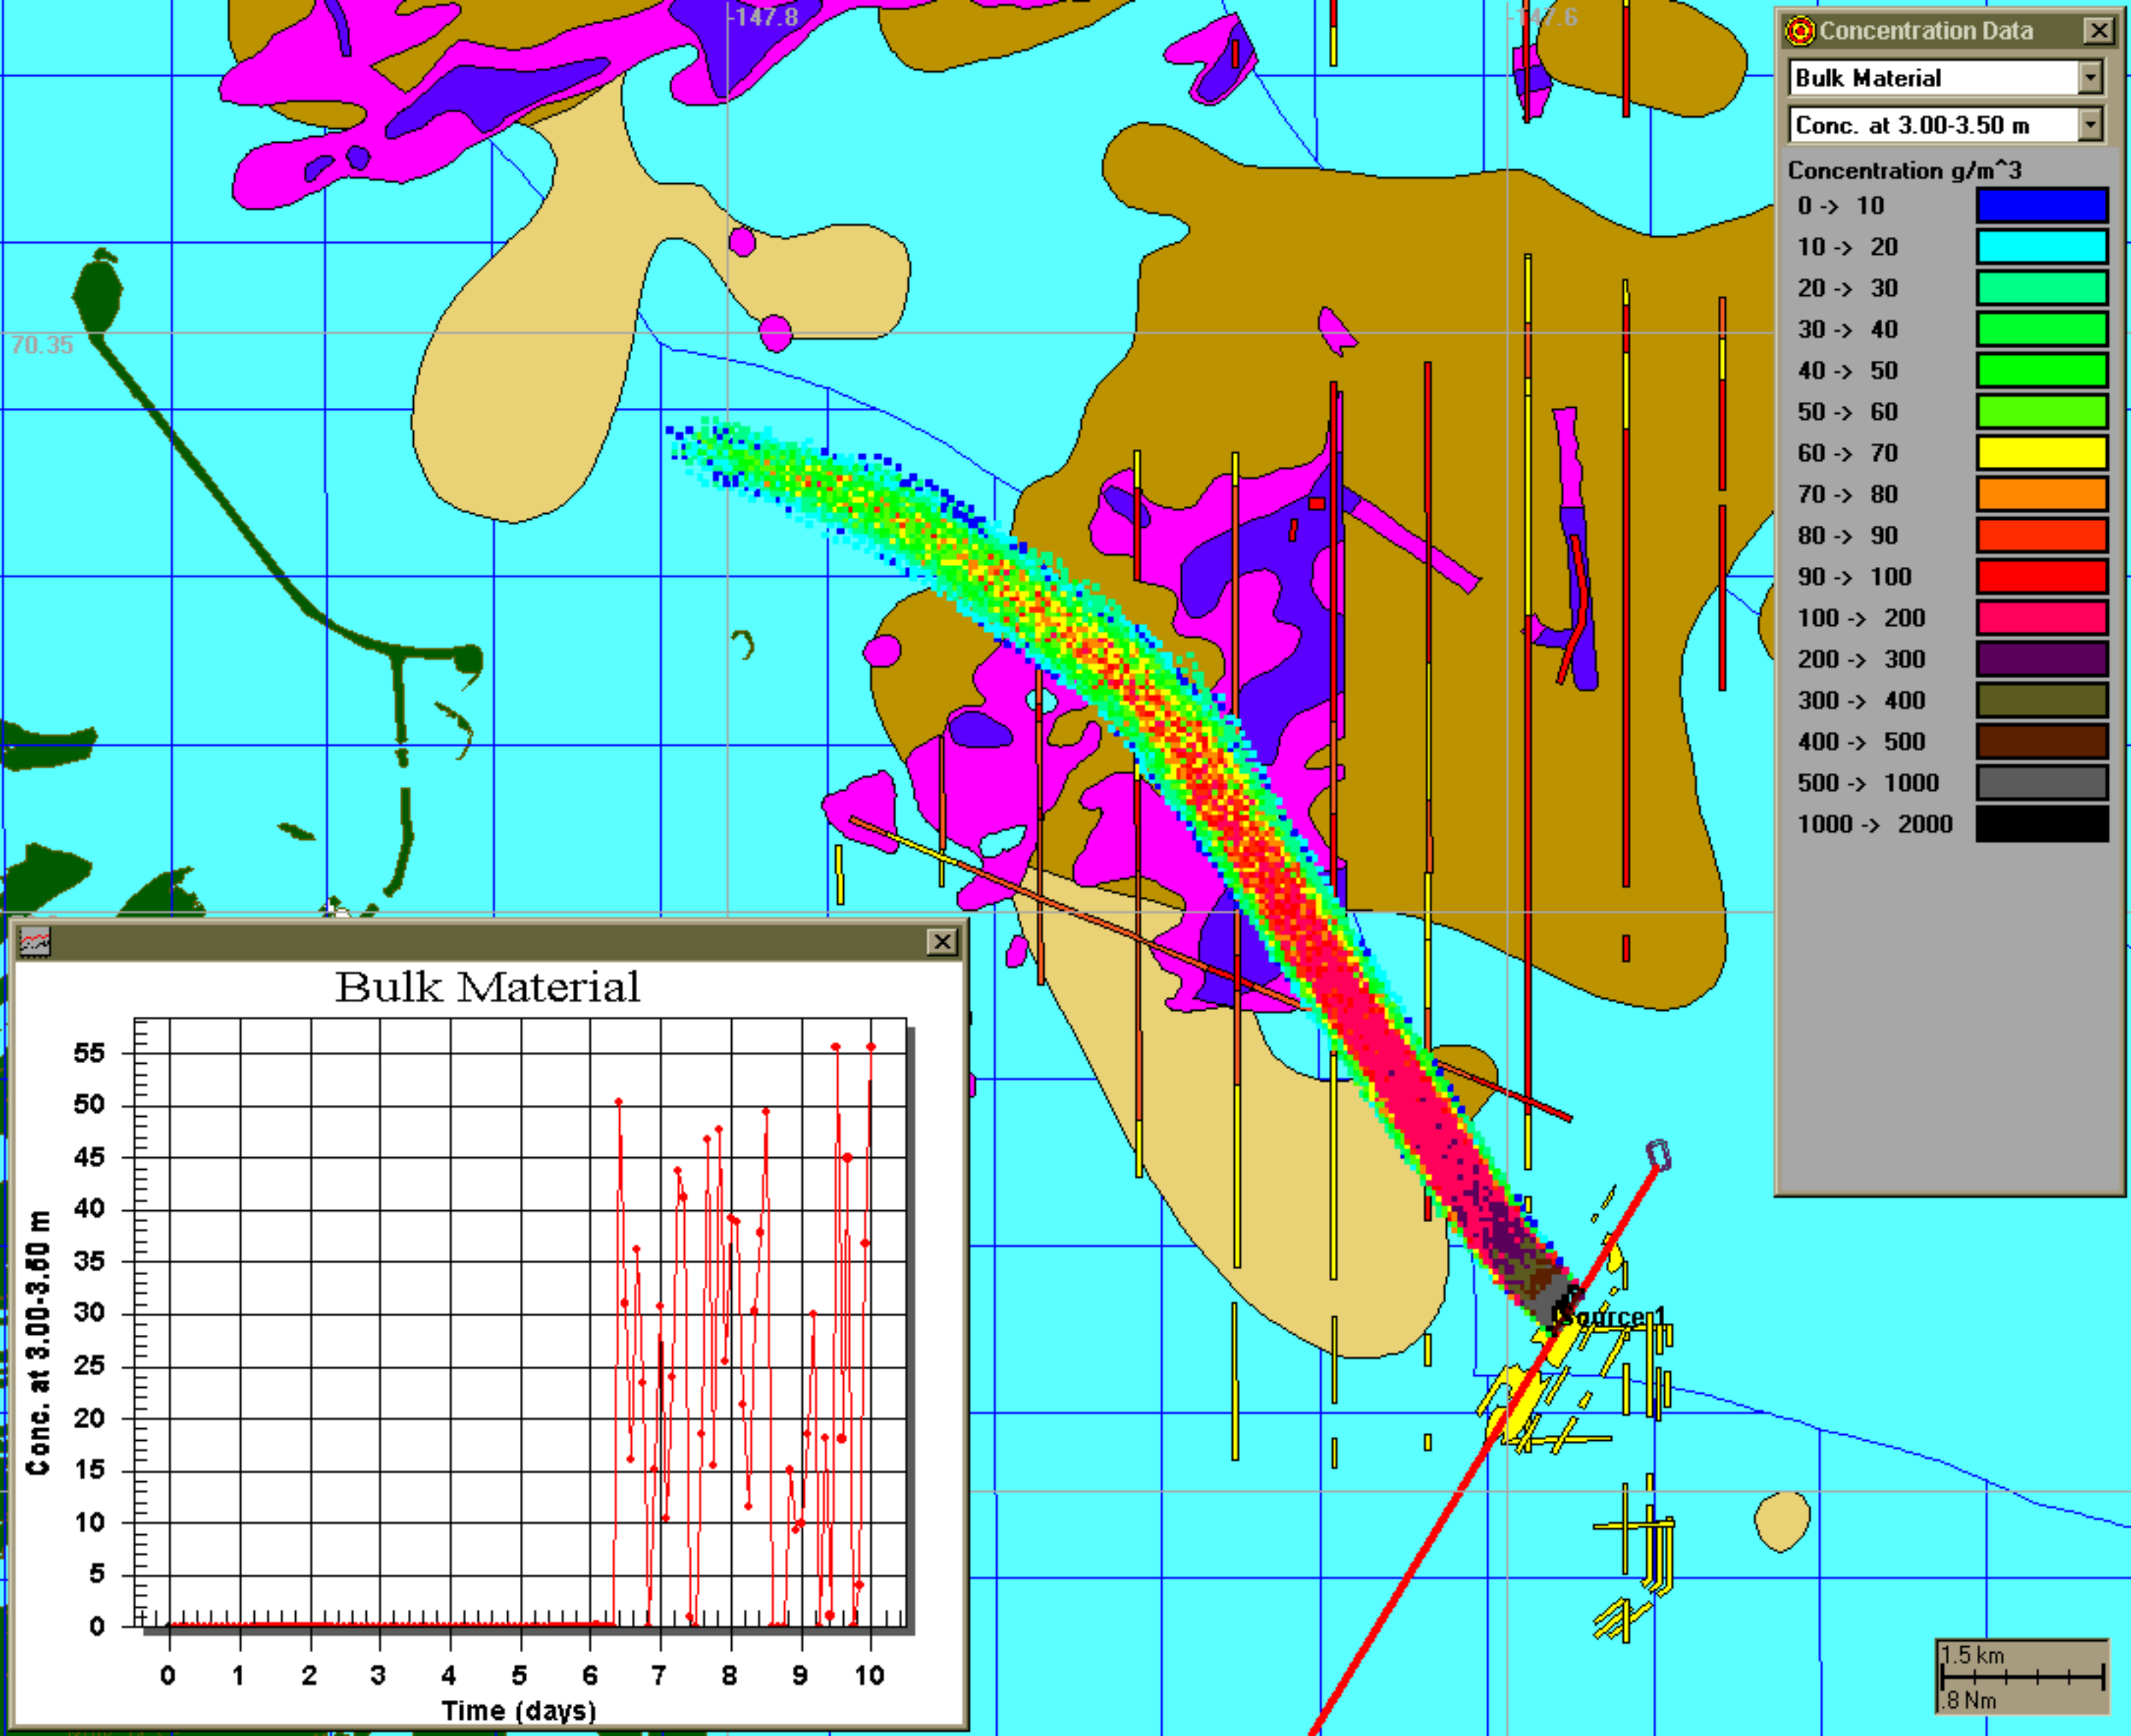 -147.8
-147.6
70.35
Concentration Data
Bulk Material
Conc. at 3.00-3.50 m
Concentration g/m^3
0 -> 10
10 -> 20
20 -> 30
30 -> 40
40 -> 50
50 -> 60
60 -> 70
70 -> 80
80 -> 90
90 -> 100
100 -> 200
200 -> 300
300 -> 400
400 -> 500
500 -> 1000
1000 -> 2000
Source 1
Bulk Material
Conc. at 3.00-3.50 m
55
50
45
40
35
30
25
20
15
10
5
0
0 1 2 3 4 5 6 7 8 9 10
Time (days)
1.5 km
.8 Nm